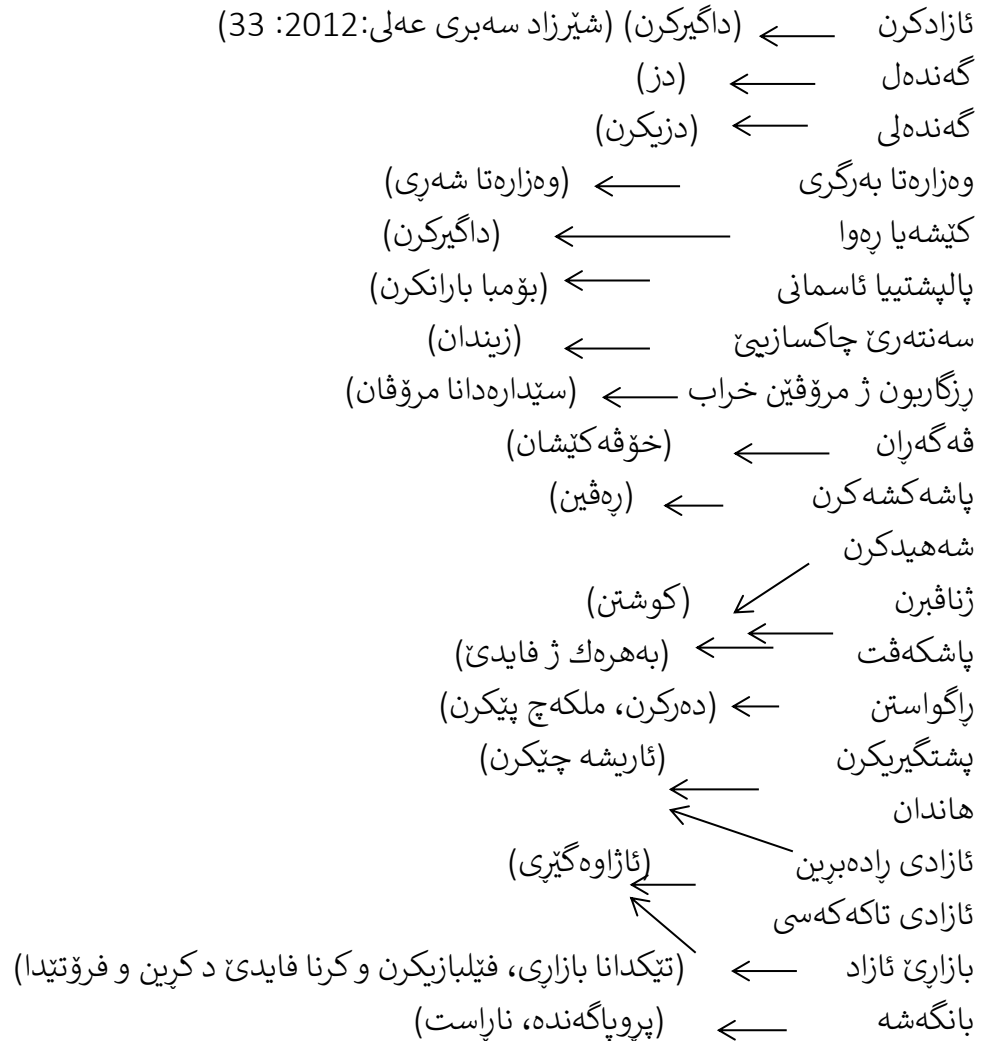 ئازادکرن (داگیرکرن) (شێرزاد سەبری عەلی:2012: 33)
گەندەل (دز)
گەندەلی (دزیکرن)
وەزارەتا بەرگری (وەزارەتا شەڕی)
کێشەیا ڕەوا (داگیرکرن)
پالپشتییا ئاسمانی (بۆمبا بارانکرن)
سەنتەرێ چاکسازییێ (زیندان)
ڕزگاربون ژ مرۆڤێن خراب (سێدارەدانا مرۆڤان)
ڤەگەڕان (خۆڤەکێشان)
پاشەکشەکرن (ڕەڤین)
شەهیدکرن
ژناڤبرن (کوشتن)
پاشکەفت (بەهرەك ژ فایدێ)
ڕاگواستن (دەرکرن، ملکەچ پێکرن)
پشتگیریکرن (ئاریشە چێکرن)
هاندان
ئازادی ڕادەبڕین (ئاژاوەگێڕی)
ئازادی تاکەکەسی
بازاڕێ ئازاد (تێکدانا بازاڕی، فێلبازیکرن و کرنا فایدێ د کڕین و فرۆتێدا)
بانگەشە (پڕوپاگەندە، ناڕاست)